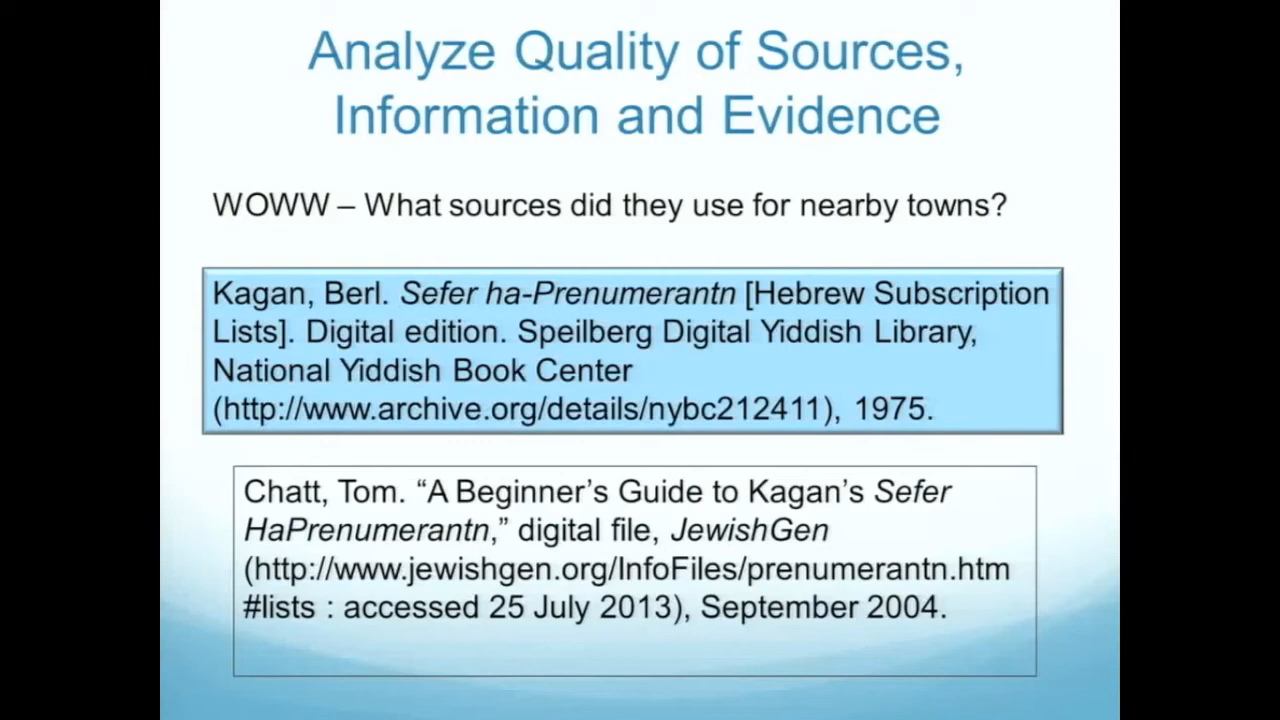 Analyze Quality of Sources,
Information and Evidence
WOWW – What sources did they use for nearby towns?
Kagan, Berl. Sefer ha-Prenumerantn [Hebrew Subscription
Lists]. Digital edition. Speilberg Digital Yiddish Library,
National Yiddish Book Center
(http://www.archive.org/details/nybc212411), 1975.
Chatt, Tom. “A Beginner’s Guide to Kagan’s Sefer
HaPrenumerantn,” digital file, JewishGen
(http://www.jewishgen.org/InfoFiles/prenumerantn.htm
#lists : accessed 25 July 2013), September 2004.